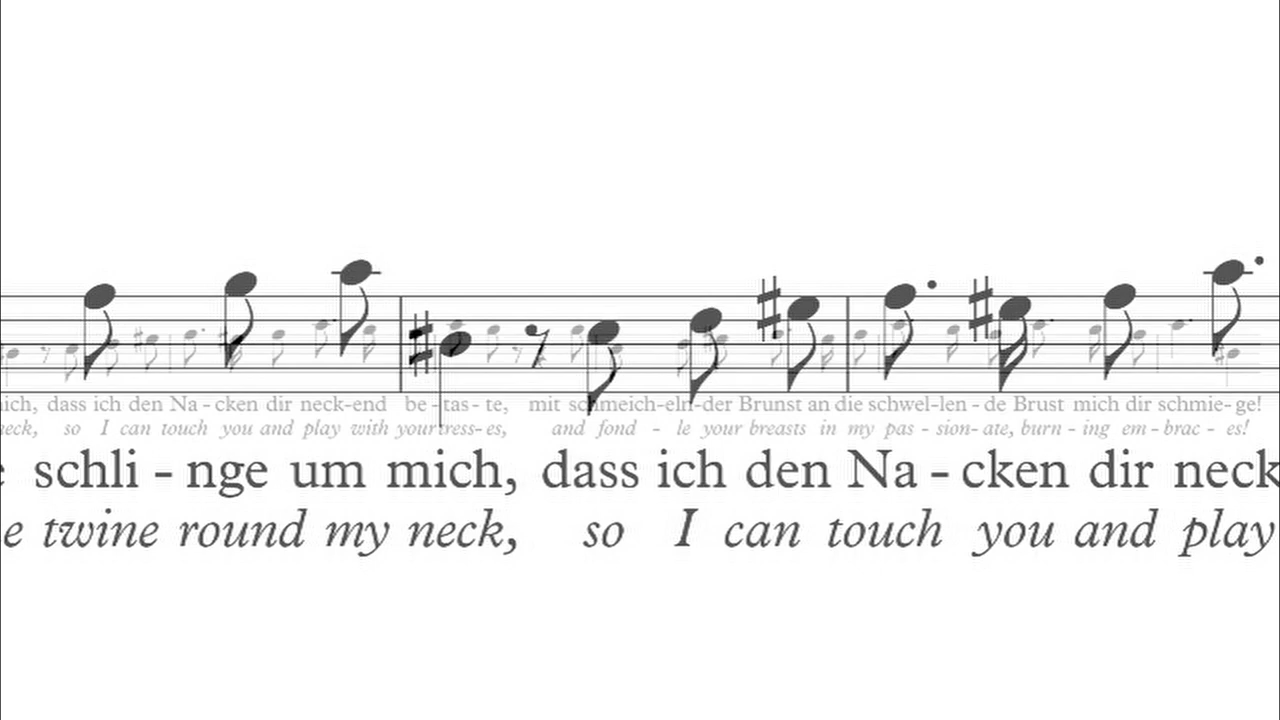 ich, dass ich den Na - cken dir neck-end be - tas - te, mit schmeich-eln-der Brunst an die schwel-len - de Brust mich dir schmie- ge!
neck, so I can touch you and play with your tress- es, and fond - le your breasts in my pas - sion- ate, burn - ing em - brac - es!
e schli - nge um mich, dass ich den Na - cken dir neck
e twine round my neck, so I can touch you and play